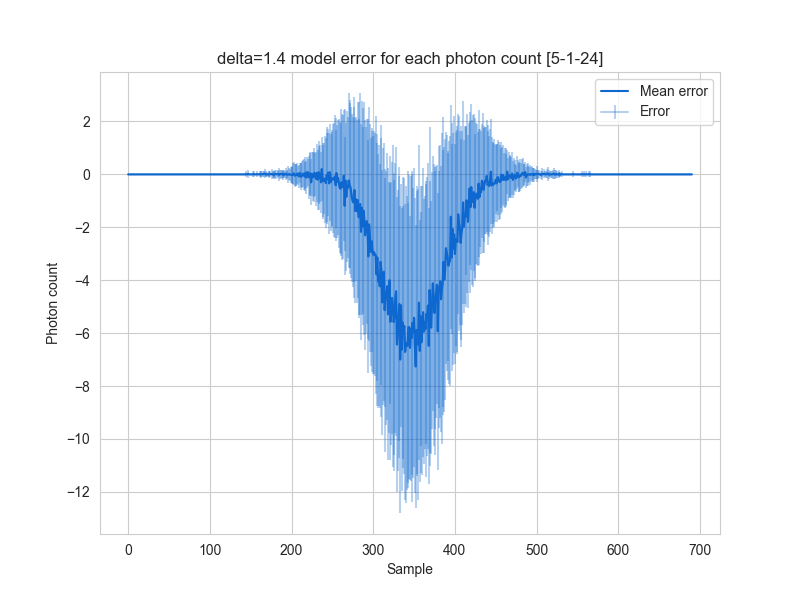 delta=1.4 model error for each photon count [5-1-24]
Mean error
Error
2
0
−2
−4
−6
−8
−10
−12
Photon count
0 100 200 300 400 500 600 700
Sample